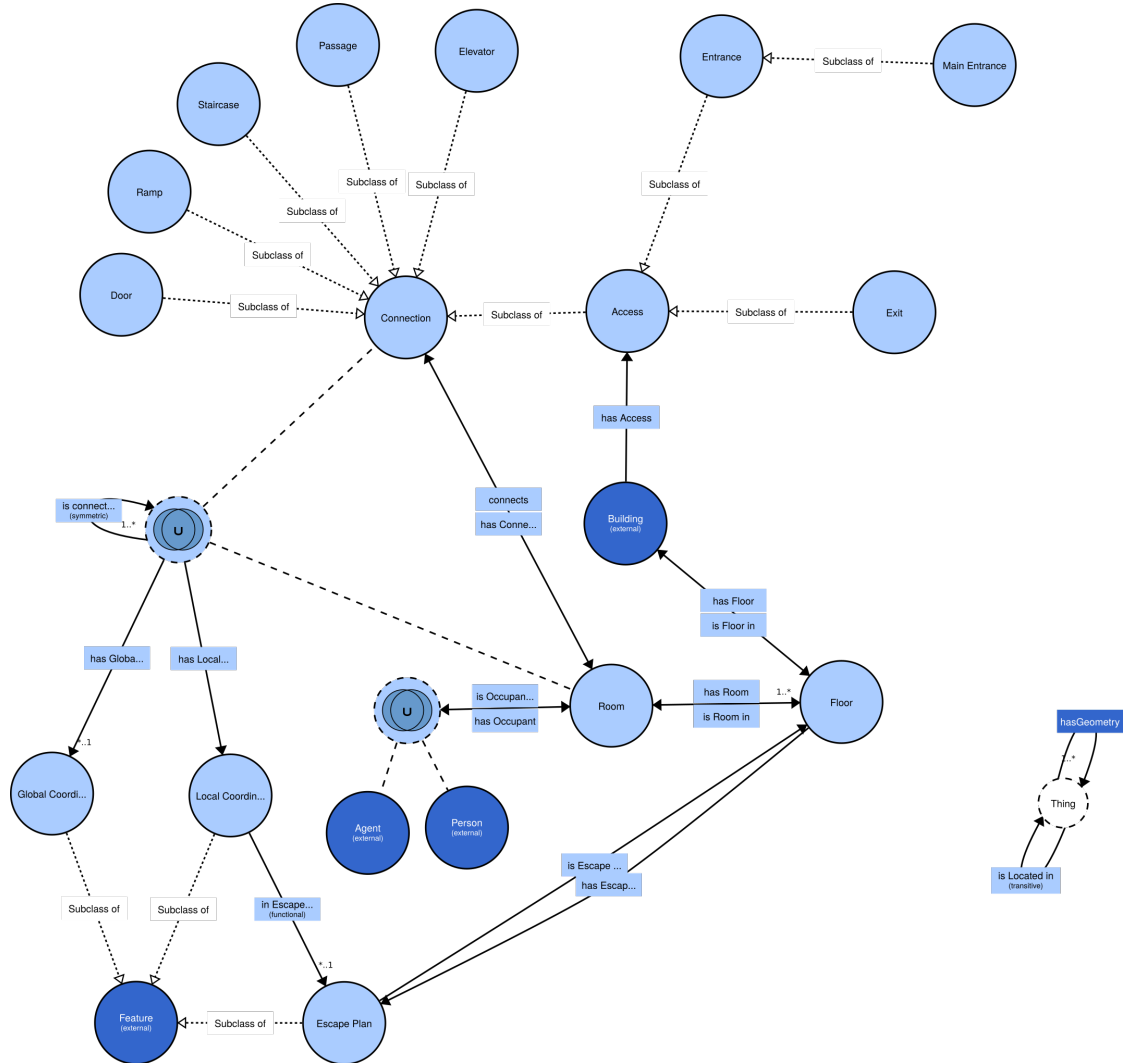 Passage
Elevator
Entrance
Subclass of
Main Entrance
Staircase
Subclass of
Subclass of
Subclass of
Ramp
Subclass of
Subclass of
Door
Subclass of
Connection
Subclass of
Access
Subclass of
Exit
has Access
is connect...
(symmetric)
1..*
U
connects
has Conne...
Building
(external)
has Floor
is Floor in
has Globa...
has Local...
is Occupan...
has Occupant
U
Room
has Room
is Room in
1..*
Floor
hasGeometry
1..*
Thing
is Located in
(transitive)
*..1
Global Coordi...
Local Coordin...
Agent
(external)
Person
(external)
is Escape ...
has Escap...
Subclass of
Subclass of
in Escape...
(functional)
*..1
Feature
(external)
Subclass of
Escape Plan